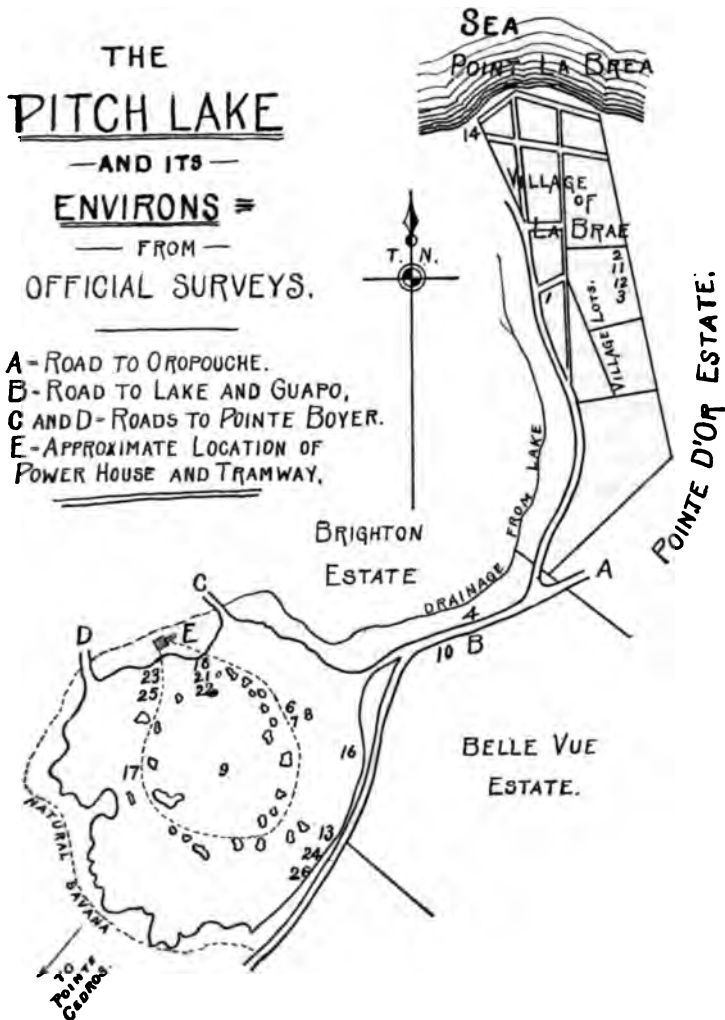 THE
PITCH LAKE
—AND ITS—
ENVIRONS
— FROM —
OFFICIAL SURVEYS.
A - ROAD TO OROPOUCHE.
B - ROAD TO LAKE AND GUAPO,
C AND D - ROADS TO POINTE BOYER.
E - APPROXIMATE LOCATION OF
POWER HOUSE AND TRAMWAY,
SEA
POINT LA BREA
14
VILLAGE
OF
LA BRAE
T. N.
2
11
12
3
1
VILLAGE LOTS.
POINTE D'OR ESTATE.
BRIGHTON
ESTATE
DRAINAGE FROM LAKE
A
4
10 B
C
D
E
23
25
21
22
6
7 8
16
17
9
BELLE VUE
ESTATE.
13
24
26
NATURAL SAVANA
TO
POINTE
CEDROS.